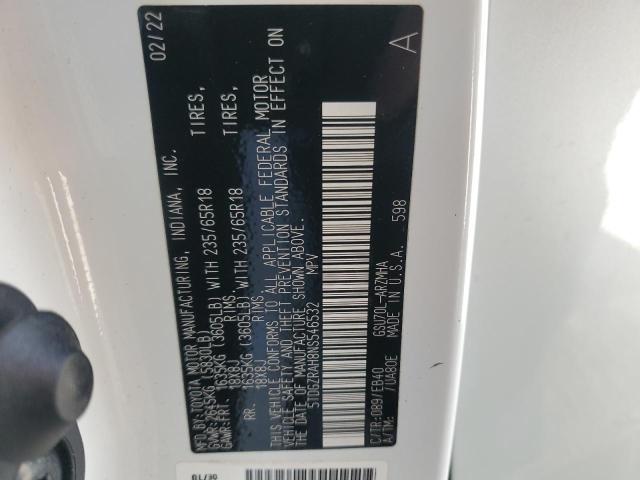 MFD.BY:TOYOTA MOTOR MANUFACTURING, INDIANA, INC. 02/22
GVWR:2645KG (5830LB)
GAWR:FRT. 1635KG (3605LB) WITH 235/65R18 TIRES,
18X8J RIMS,
RR. 1635KG (3605LB) WITH 235/65R18 TIRES,
18X8J RIMS.
THIS VEHICLE CONFORMS TO ALL APPLICABLE FEDERAL MOTOR
VEHICLE SAFETY AND THEFT PREVENTION STANDARDS IN EFFECT ON
THE DATE OF MANUFACTURE SHOWN ABOVE.
5TDGZRAH8NS546532 MPV
C/TR:089/EB40 GSU70L-ARZMHA
A/TM: /UA80E MADE IN U.S.A. 598 A